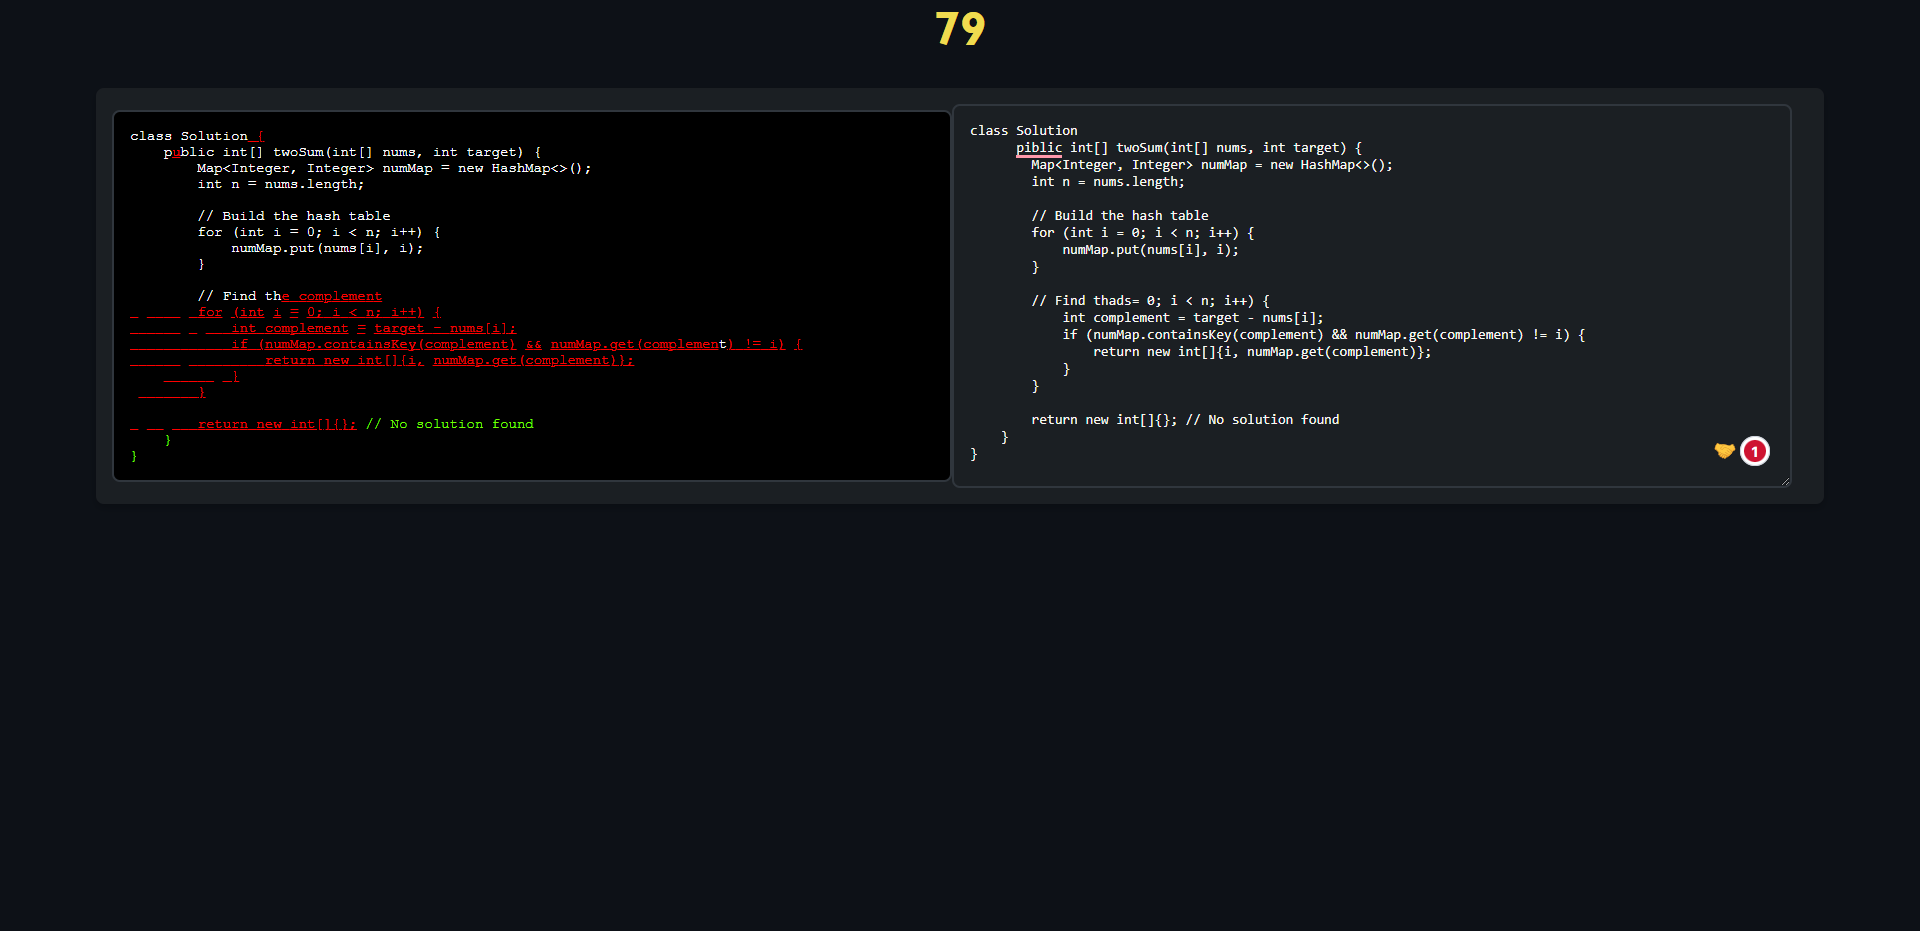 79
class Solution {
    public int[] twoSum(int[] nums, int target) {
        Map<Integer, Integer> numMap = new HashMap<>();
        int n = nums.length;

        // Build the hash table
        for (int i = 0; i < n; i++) {
            numMap.put(nums[i], i);
        }

        // Find the complement
        for (int i = 0; i < n; i++) {
            int complement = target - nums[i];
            if (numMap.containsKey(complement) && numMap.get(complement) != i) {
                return new int[]{i, numMap.get(complement)};
            }
        }

        return new int[]{}; // No solution found
    }
}
class Solution
      piblic int[] twoSum(int[] nums, int target) {
        Map<Integer, Integer> numMap = new HashMap<>();
        int n = nums.length;

        // Build the hash table
        for (int i = 0; i < n; i++) {
            numMap.put(nums[i], i);
        }

        // Find thads= 0; i < n; i++) {
            int complement = target - nums[i];
            if (numMap.containsKey(complement) && numMap.get(complement) != i) {
                return new int[]{i, numMap.get(complement)};
            }
        }

        return new int[]{}; // No solution found
    }
}
1